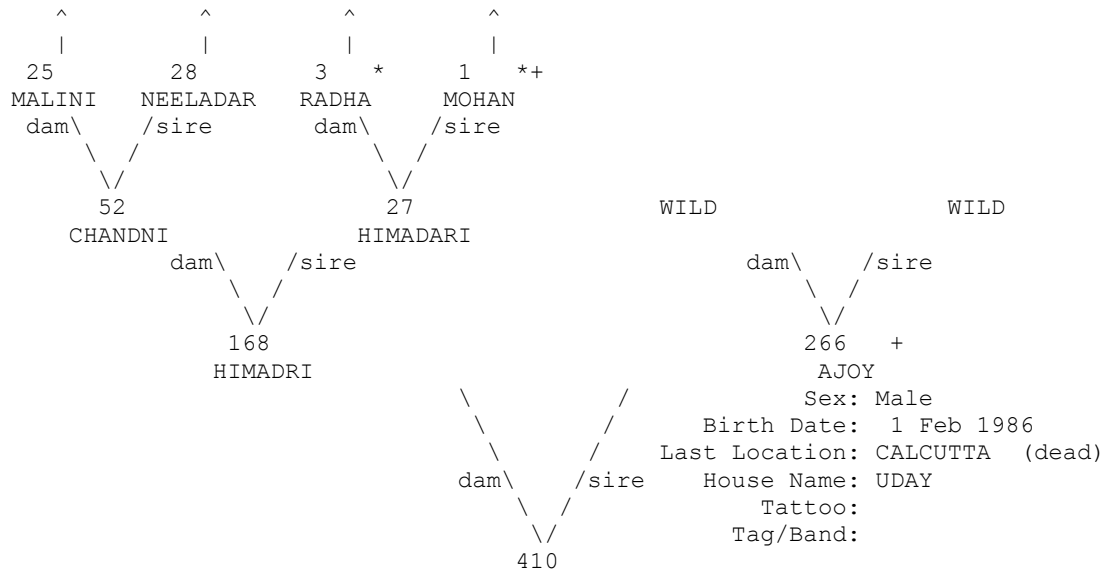 ^ ^ ^ ^
| | | |
25 28 3 * 1 *+
MALINI NEELADAR RADHA MOHAN
dam\ /sire dam\ /sire
\ / \ /
\/ \/
52 27 WILD WILD
CHANDNI HIMADARI
dam\ /sire dam\ /sire
\ / \ /
\/ \/
168 266 +
HIMADRI AJOY
\ / Sex: Male
\ / Birth Date: 1 Feb 1986
\ / Last Location: CALCUTTA (dead)
dam\ /sire House Name: UDAY
\ / Tattoo:
\/ Tag/Band:
410